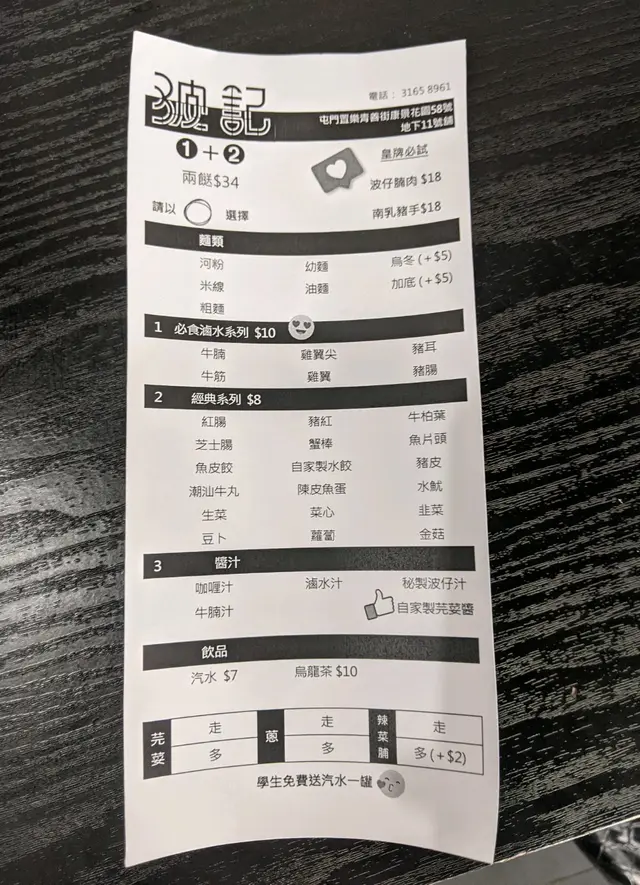 波記
電話： 3165 8961
屯門置樂青善街康景花園58號
地下11號舖
❶+❷
兩餸$34
皇牌必試
波仔腩肉 $18
南乳豬手$18
請以 選擇
麵類
河粉 幼麵 烏冬 (+$5)
米線 油麵 加底 (+$5)
粗麵
1 必食滷水系列 $10
牛腩 雞翼尖 豬耳
牛筋 雞翼 豬腸
2 經典系列 $8
紅腸 豬紅 牛柏葉
芝士腸 蟹棒 魚片頭
魚皮餃 自家製水餃 豬皮
潮汕牛丸 陳皮魚蛋 水魷
生菜 菜心 韭菜
豆卜 蘿蔔 金菇
3 醬汁
咖喱汁 滷水汁 秘製波仔汁
牛腩汁 自家製芫荽醬
飲品
汽水 $7 烏龍茶 $10
芫荽 走 蔥 走 辣菜脯 走
多 多 多 (+$2)
學生免費送汽水一罐